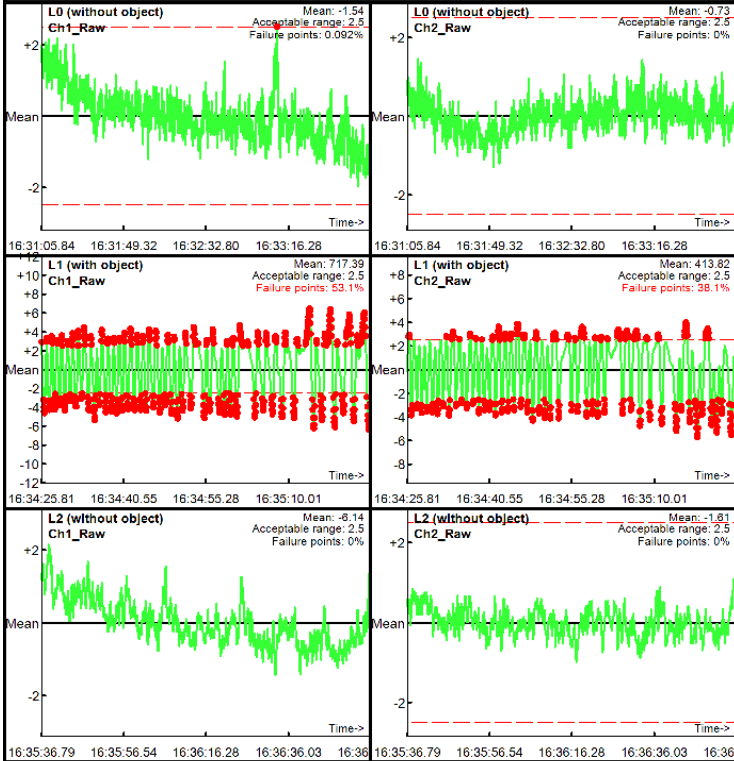 L0 (without object) Mean: -1.54
Ch1_Raw Acceptable range: 2.5
Failure points: 0.092%
+2
Mean
-2
Time->
16:31:05.84 16:31:49.32 16:32:32.80 16:33:16.28
L0 (without object) Mean: -0.73
Ch2_Raw Acceptable range: 2.5
Failure points: 0%
+2
Mean
-2
Time->
16:31:05.84 16:31:49.32 16:32:32.80 16:33:16.28
+12
L1 (with object) Mean: 717.39
+10
Ch1_Raw Acceptable range: 2.5
Failure points: 53.1%
+8
+6
+4
+2
Mean
-2
-4
-6
-8
-10
Time->
-12
16:34:25.81 16:34:40.55 16:34:55.28 16:35:10.01
L1 (with object) Mean: 413.82
+8
Ch2_Raw Acceptable range: 2.5
Failure points: 38.1%
+6
+4
+2
Mean
-2
-4
-6
-8
Time->
16:34:25.81 16:34:40.55 16:34:55.28 16:35:10.01
L2 (without object) Mean: -6.14
Ch1_Raw Acceptable range: 2.5
Failure points: 0%
+2
Mean
-2
Time->
16:35:36.79 16:35:56.54 16:36:16.28 16:36:36.03 16:36
L2 (without object) Mean: -1.61
Ch2_Raw Acceptable range: 2.5
Failure points: 0%
+2
Mean
-2
Time->
16:35:36.79 16:35:56.54 16:36:16.28 16:36:36.03 16:36